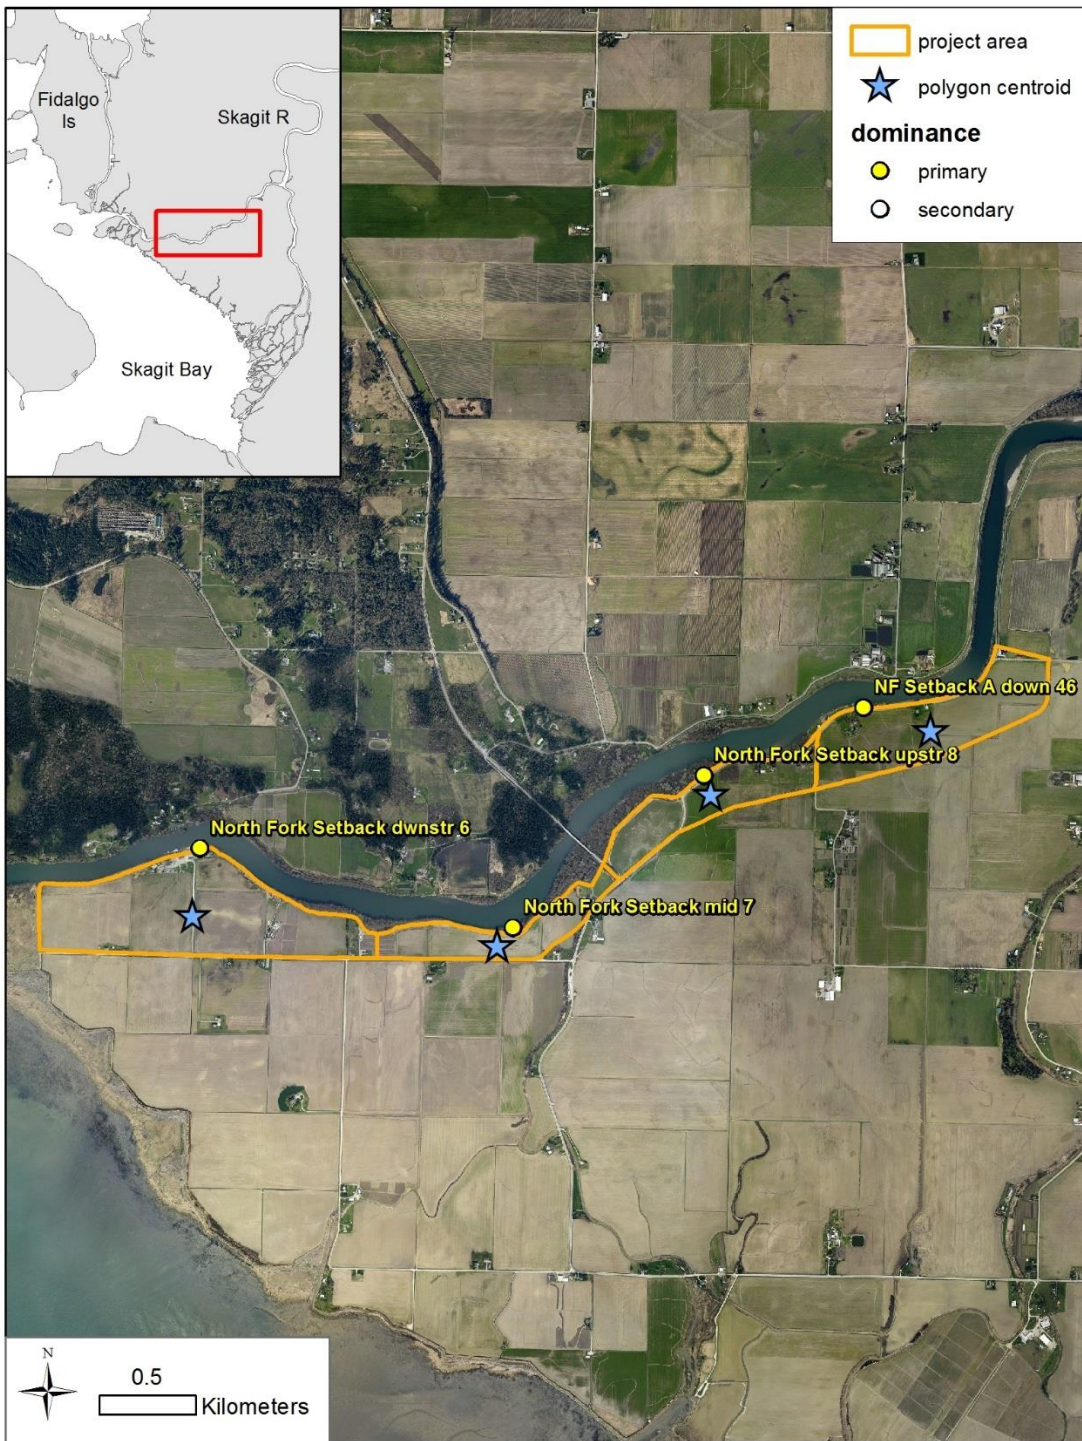 Fidalgo
Is
Skagit R
Skagit Bay
project area
polygon centroid
dominance
primary
secondary
NF Setback A down 46
North Fork Setback upstr 8
North Fork Setback dwnstr 6
North Fork Setback mid 7
N
0.5
Kilometers